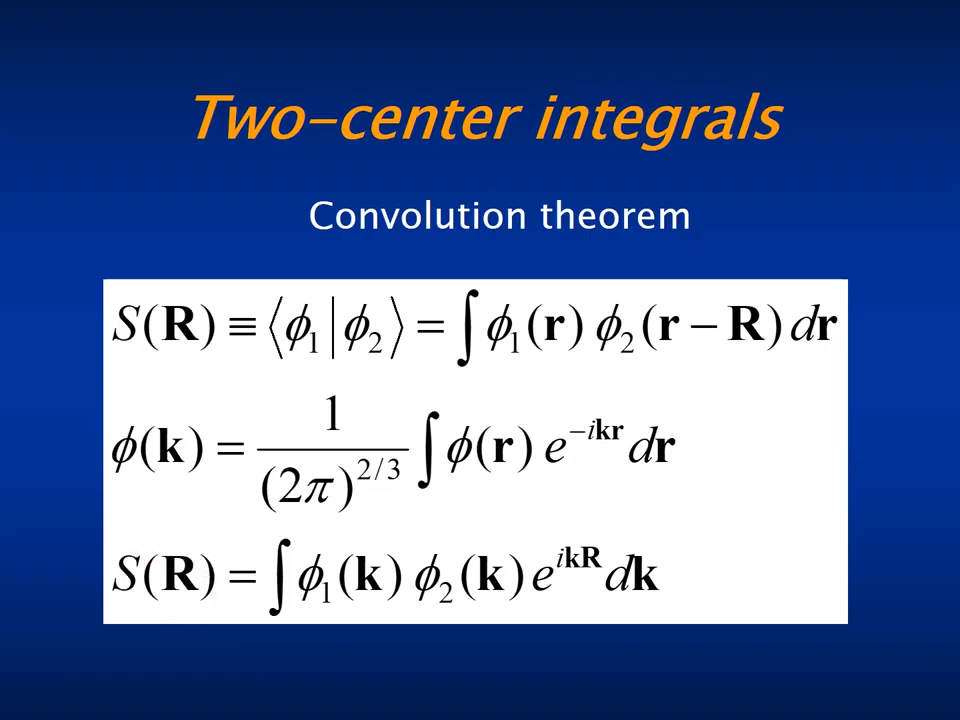 Two-center integrals
Convolution theorem
S(R) ≡ ⟨ϕ₁|ϕ₂⟩ = ∫ ϕ₁(r) ϕ₂(r − R) dr
ϕ(k) = 1/(2π)^{2/3} ∫ ϕ(r) e^{−ikr} dr
S(R) = ∫ ϕ₁(k) ϕ₂(k) e^{ikR} dk